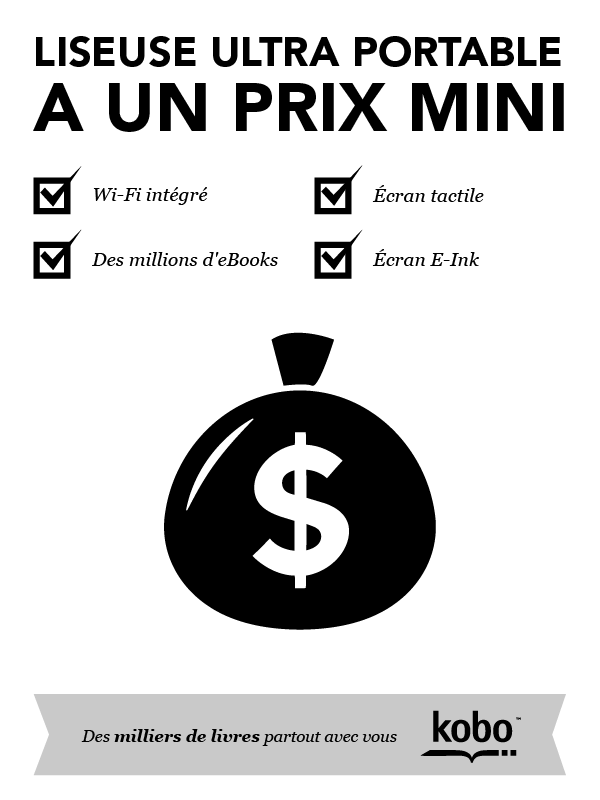 LISEUSE ULTRA PORTABLE
A UN PRIX MINI
Wi-Fi intégré
Écran tactile
Des millions d'eBooks
Écran E-Ink
$
Des milliers de livres partout avec vous
kobo™